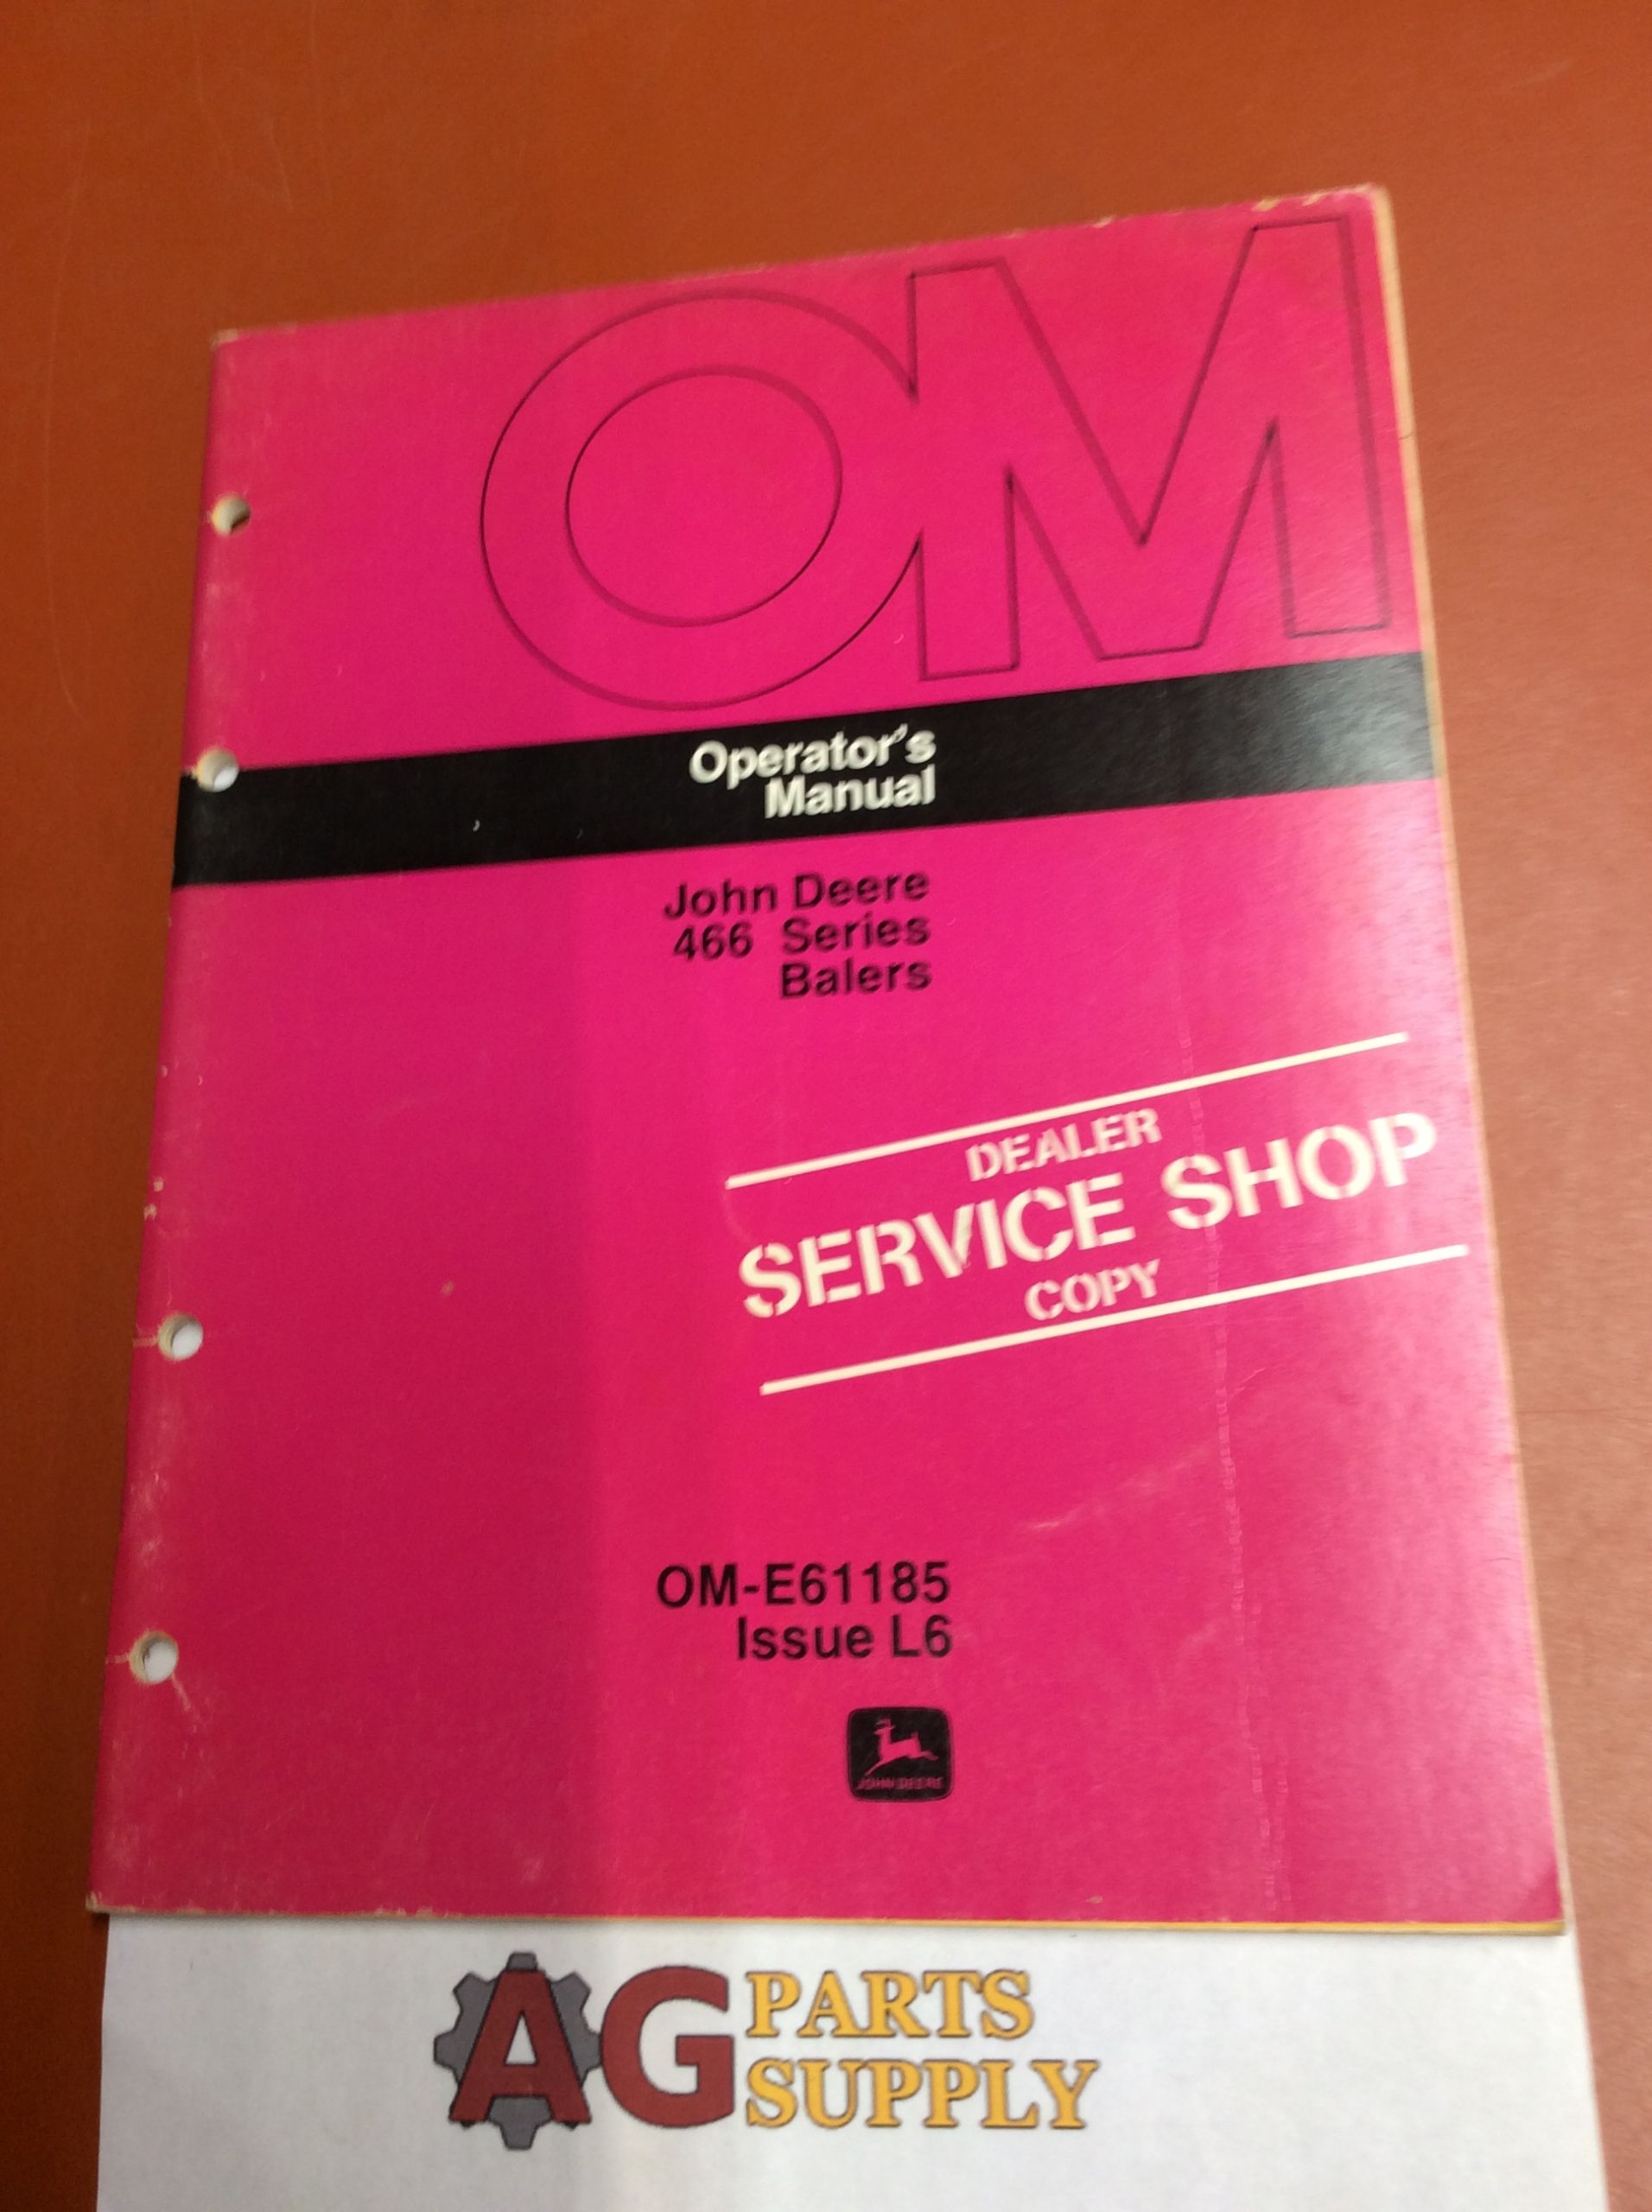 OM
Operator's
Manual
John Deere
466 Series
Balers
DEALER
SERVICE SHOP
COPY
OM-E61185
Issue L6
JOHN DEERE
AG PARTS
SUPPLY